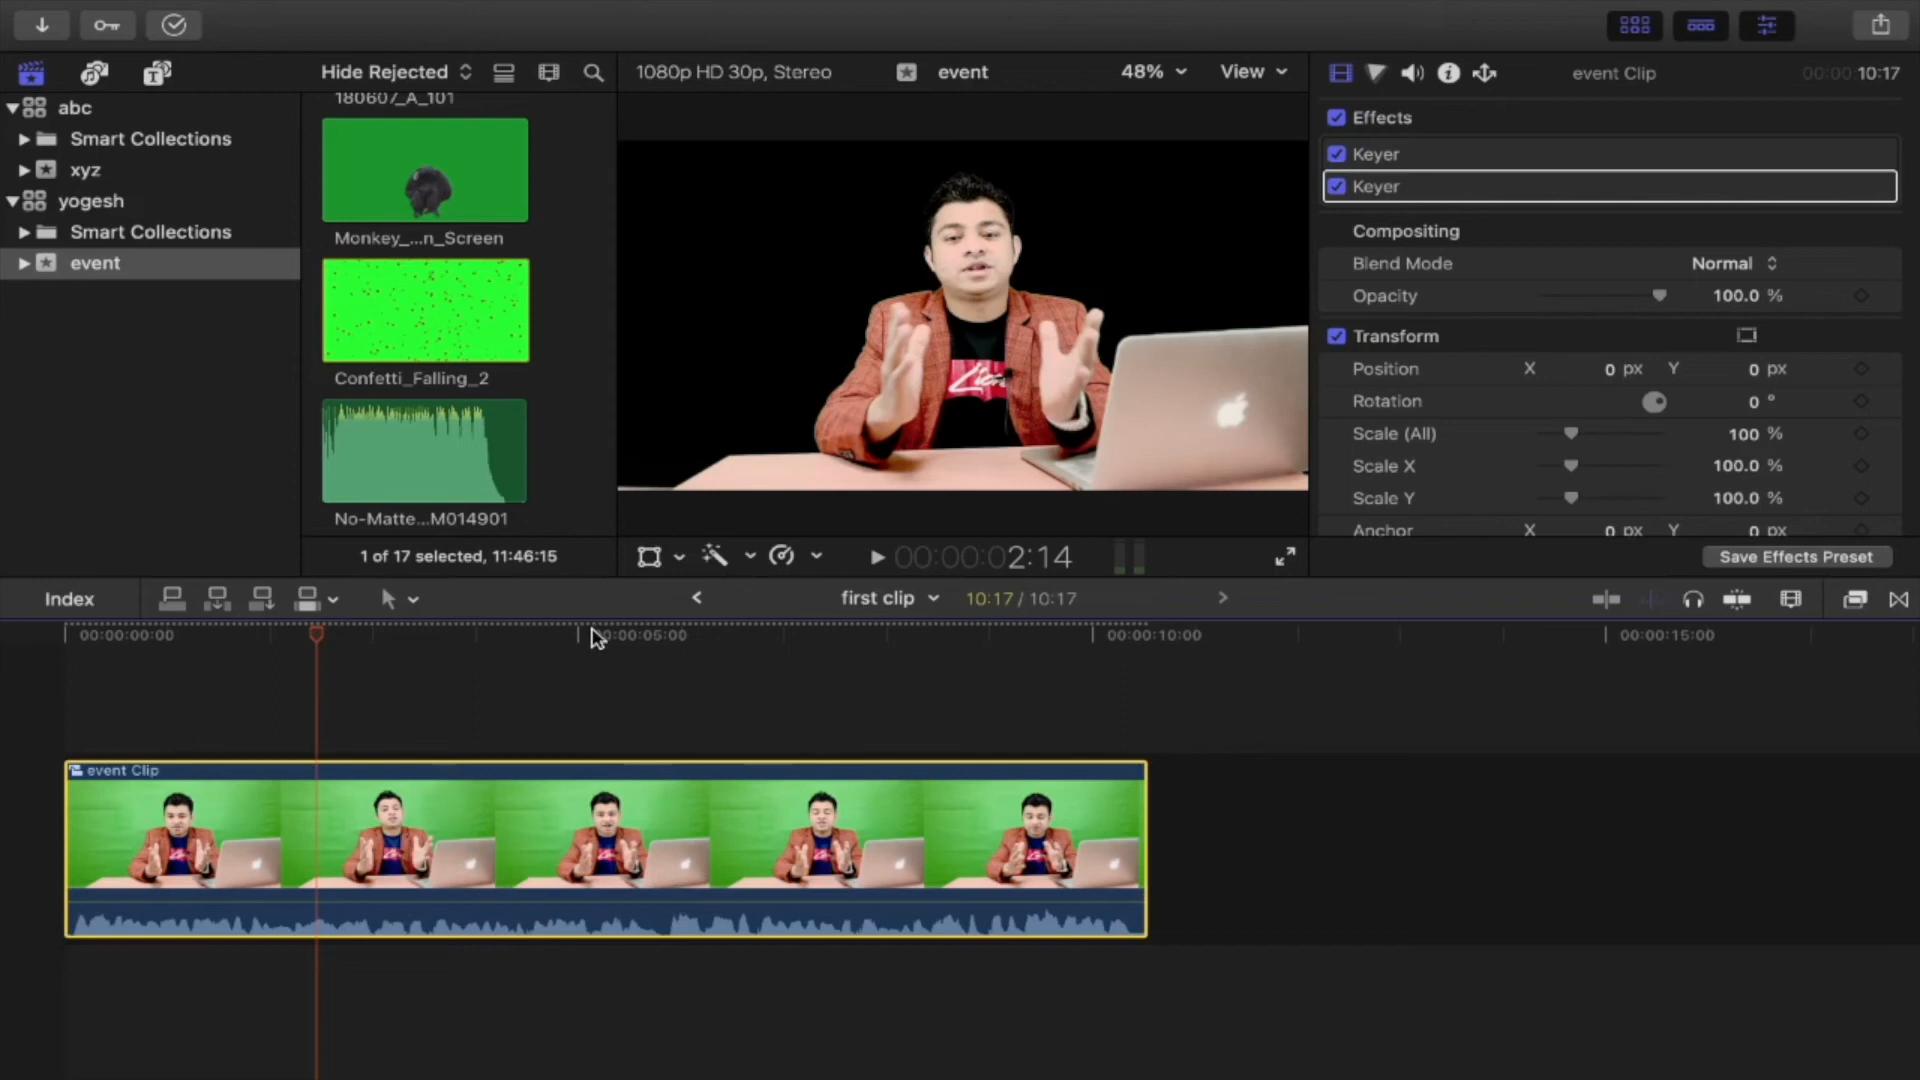 Hide Rejected
1080p HD 30p, Stereo
event
48%
View
event Clip
00:00:10:17
abc
Smart Collections
xyz
yogesh
Smart Collections
event
180607_A_101
Monkey_...n_Screen
Confetti_Falling_2
No-Matte...M014901
1 of 17 selected, 11:46:15
00:00:02:14
Effects
Keyer
Keyer
Compositing
Blend Mode
Normal
Opacity
100.0 %
Transform
Position
X
0 px
Y
0 px
Rotation
0 °
Scale (All)
100 %
Scale X
100.0 %
Scale Y
100.0 %
Anchor
X
0 px
Y
0 px
Save Effects Preset
Index
first clip
10:17 / 10:17
00:00:00:00
00:00:05:00
00:00:10:00
00:00:15:00
event Clip